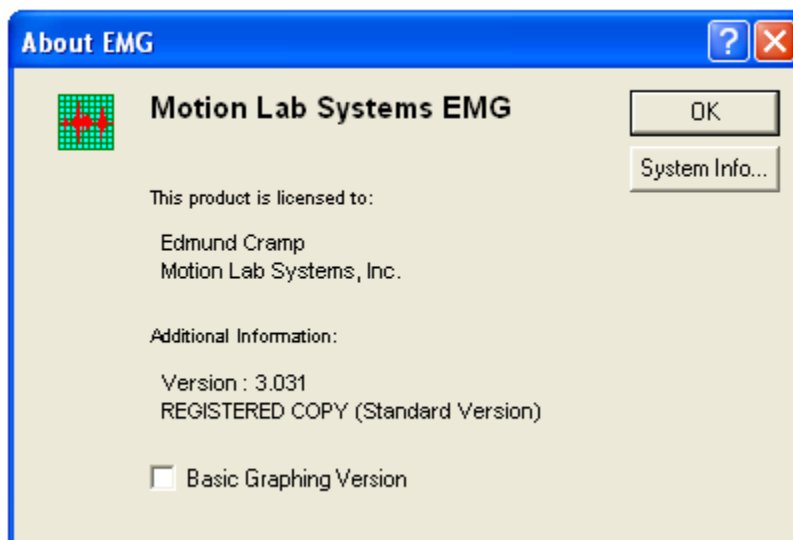 About EMG
Motion Lab Systems EMG
OK
System Info...
This product is licensed to:
Edmund Cramp
Motion Lab Systems, Inc.
Additional Information:
Version : 3.031
REGISTERED COPY (Standard Version)
Basic Graphing Version